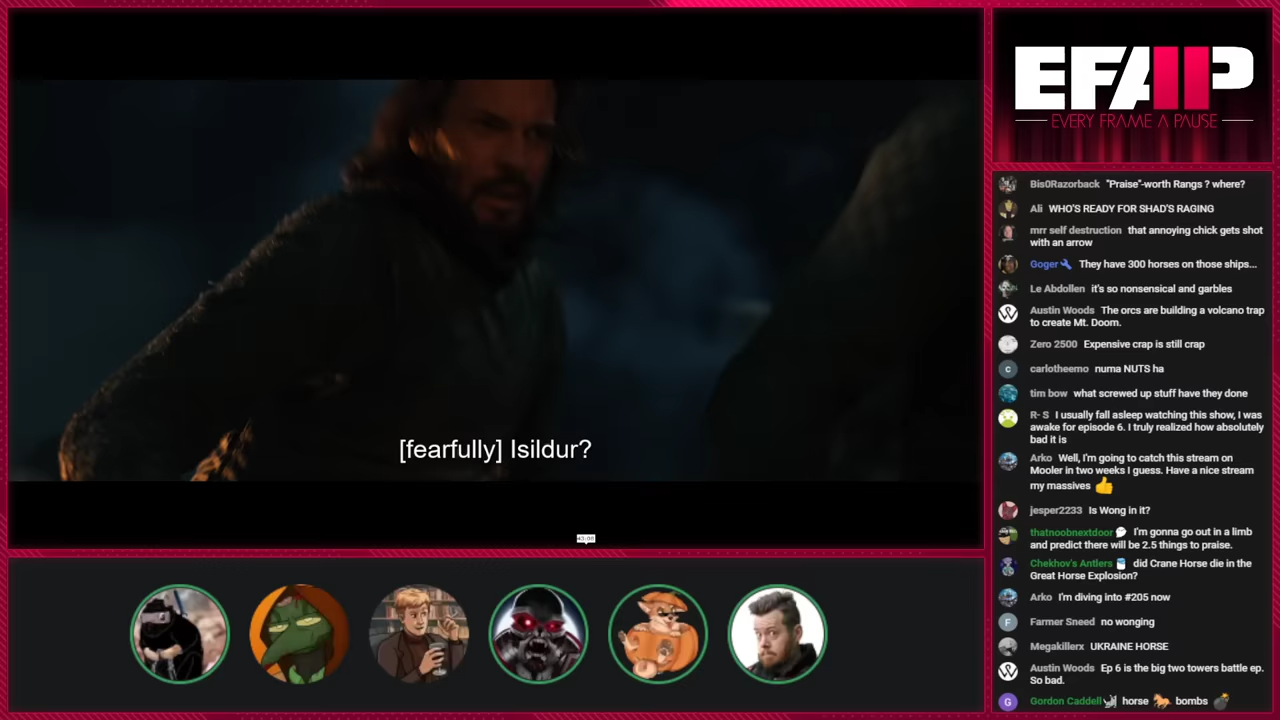 [fearfully] Isildur?
EFAP
EVERY FRAME A PAUSE
Bis0Razorback "Praise"-worth Rangs ? where?
Ali WHO'S READY FOR SHAD'S RAGING
mrr self destruction that annoying chick gets shot
with an arrow
Goger They have 300 horses on those ships...
Le Abdollen it's so nonsensical and garbles
Austin Woods The orcs are building a volcano trap
to create Mt. Doom.
Zero 2500 Expensive crap is still crap
c carlotheemo numa NUTS ha
tim bow what screwed up stuff have they done
R- S I usually fall asleep watching this show, I was
awake for episode 6. I truly realized how absolutely
bad it is
Arko Well, I'm going to catch this stream on
Mooler in two weeks I guess. Have a nice stream
my massives 👍
jesper2233 Is Wong in it?
thatnoobnextdoor I'm gonna go out in a limb
and predict there will be 2.5 things to praise.
Chekhov's Antlers did Crane Horse die in the
Great Horse Explosion?
Arko I'm diving into #205 now
F Farmer Sneed no wonging
Megakillerx UKRAINE HORSE
Austin Woods Ep 6 is the big two towers battle ep.
So bad.
G Gordon Caddell horse 🐎 bombs 💣